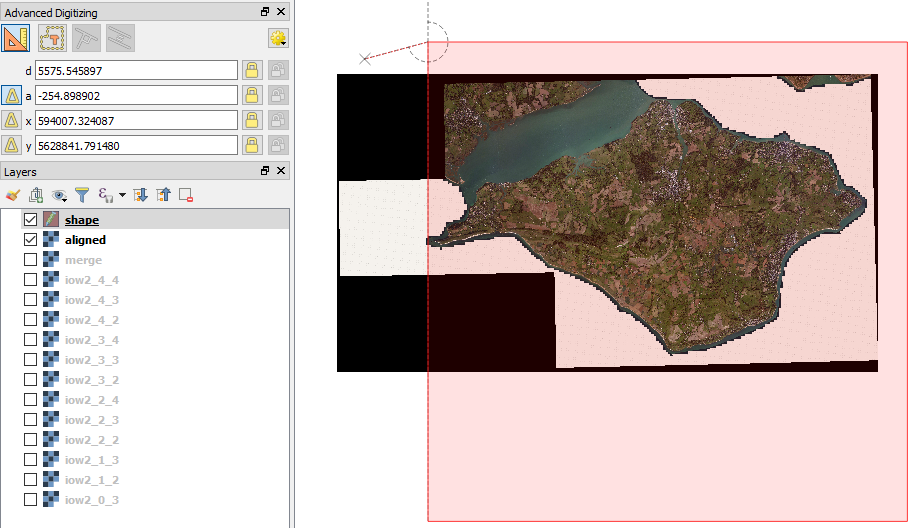 Advanced Digitizing
d 5575.545897
a -254.898902
x 594007.324087
y 5628841.791480
Layers
shape
aligned
merge
iow2_4_4
iow2_4_3
iow2_4_2
iow2_3_4
iow2_3_3
iow2_3_2
iow2_2_4
iow2_2_3
iow2_2_2
iow2_1_3
iow2_1_2
iow2_0_3